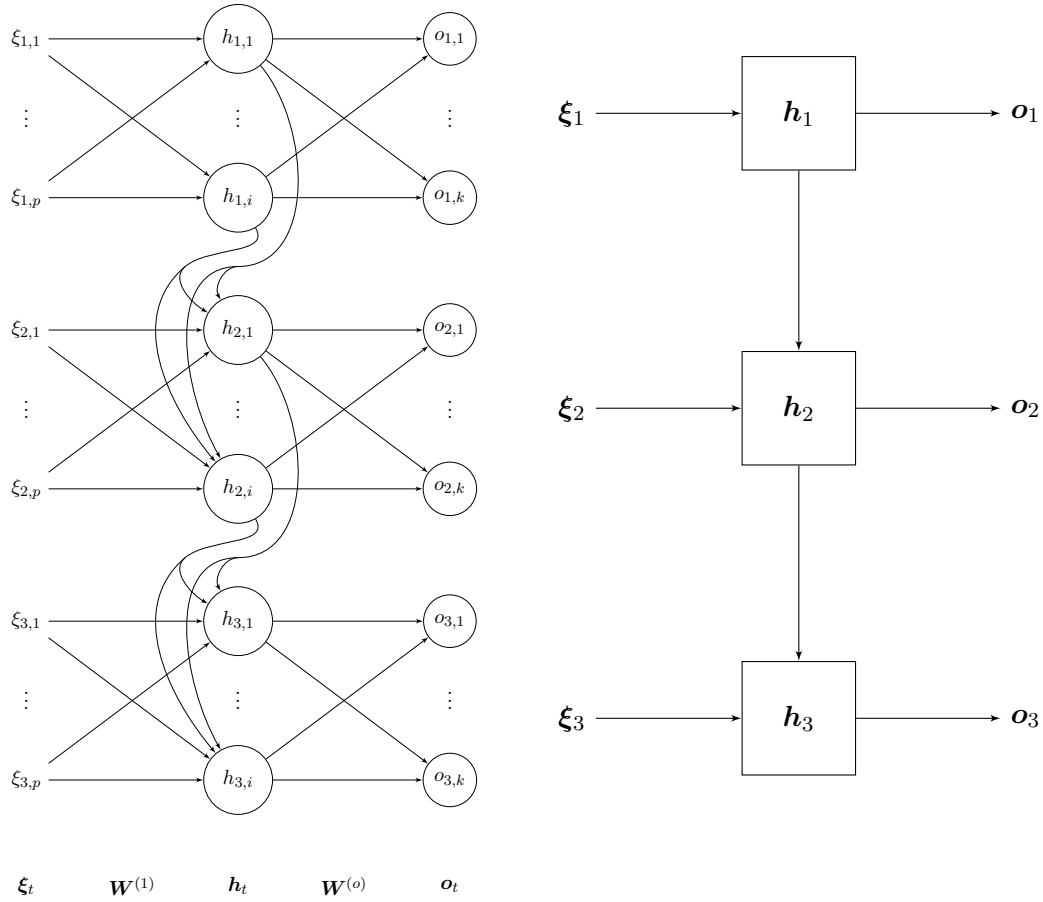 ξ1,1 h1,1 o1,1
⋮ ⋮ ⋮
ξ1,p h1,i o1,k
ξ2,1 h2,1 o2,1
⋮ ⋮ ⋮
ξ2,p h2,i o2,k
ξ3,1 h3,1 o3,1
⋮ ⋮ ⋮
ξ3,p h3,i o3,k
ξt W(1) ht W(o) ot
ξ1 h1 o1
ξ2 h2 o2
ξ3 h3 o3